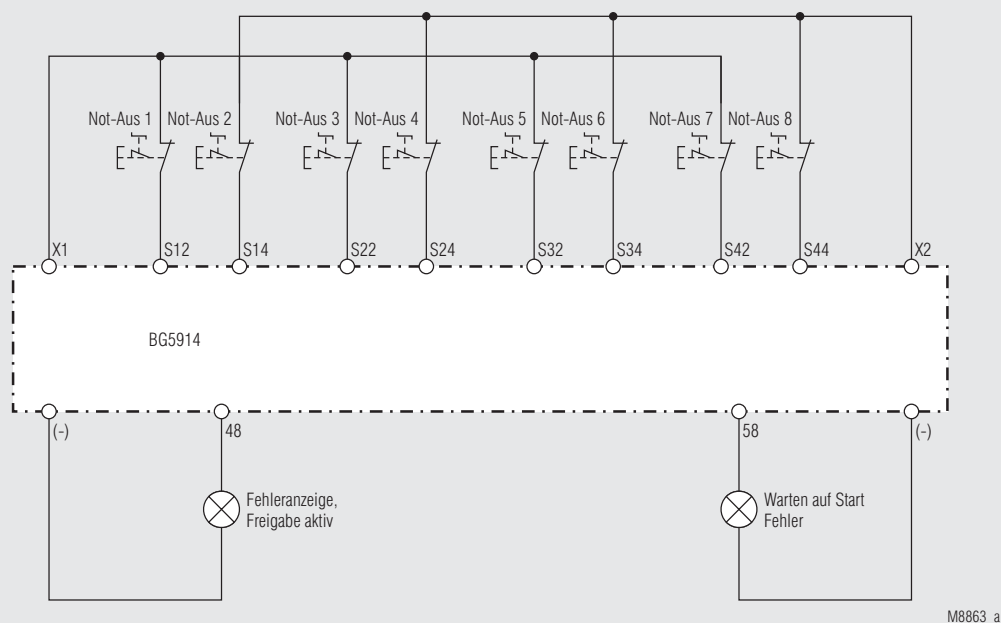 Not-Aus 1 Not-Aus 2 Not-Aus 3 Not-Aus 4 Not-Aus 5 Not-Aus 6 Not-Aus 7 Not-Aus 8
X1 S12 S14 S22 S24 S32 S34 S42 S44 X2
BG5914
(-) 48 58 (-)
Fehleranzeige,
Freigabe aktiv
Warten auf Start
Fehler
M8863_a